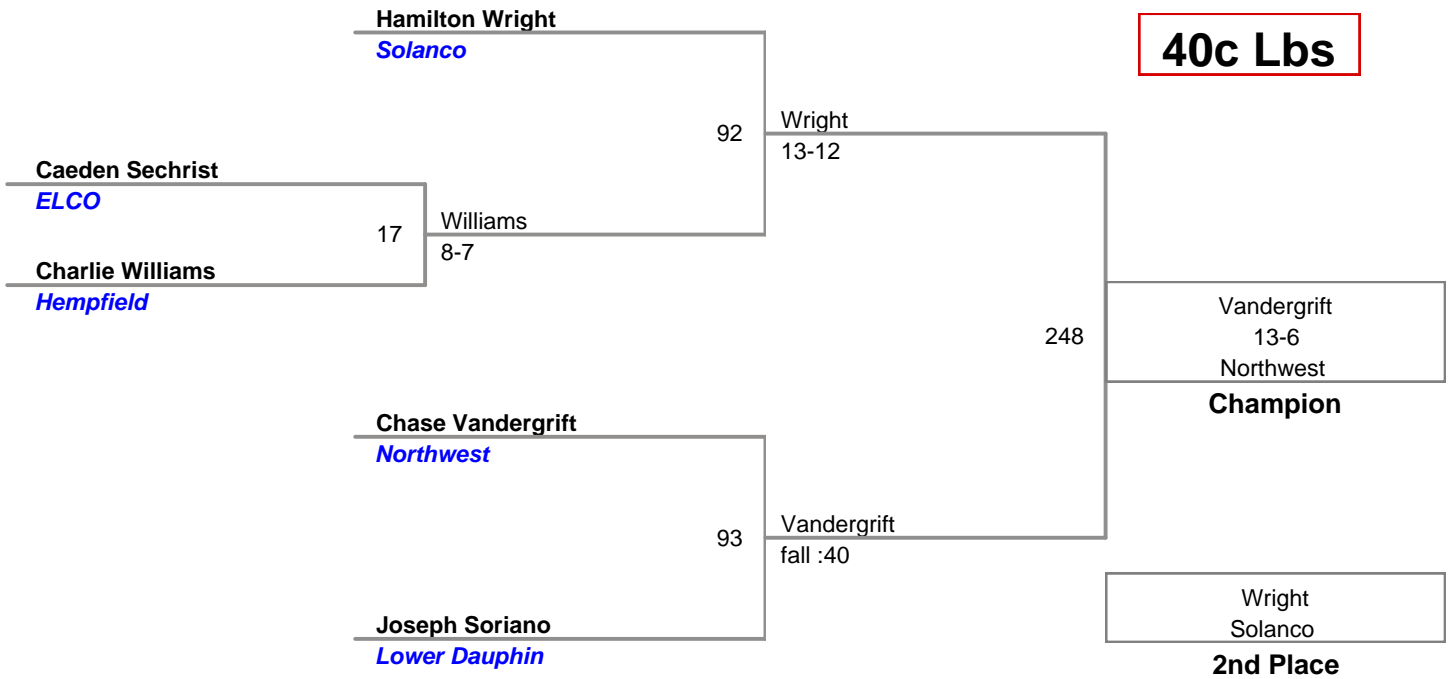 Hamilton Wright
Solanco
40c Lbs
92
Wright
13-12
Caeden Sechrist
ELCO
17
Williams
8-7
Charlie Williams
Hempfield
248
Vandergrift
13-6
Northwest
Champion
Chase Vandergrift
Northwest
93
Vandergrift
fall :40
Joseph Soriano
Lower Dauphin
Wright
Solanco
2nd Place